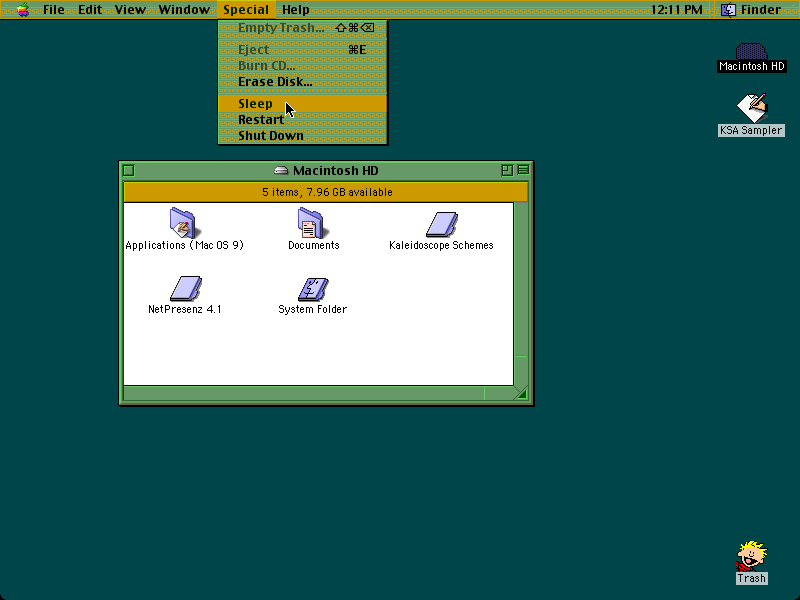 File Edit View Window Special Help 12:11 PM Finder
Empty Trash... ⇧⌘⌫
Eject ⌘E
Burn CD...
Erase Disk...
Sleep
Restart
Shut Down
Macintosh HD
KSA Sampler
Macintosh HD
5 items, 7.96 GB available
Applications (Mac OS 9) Documents Kaleidoscope Schemes
NetPresenz 4.1 System Folder
Trash